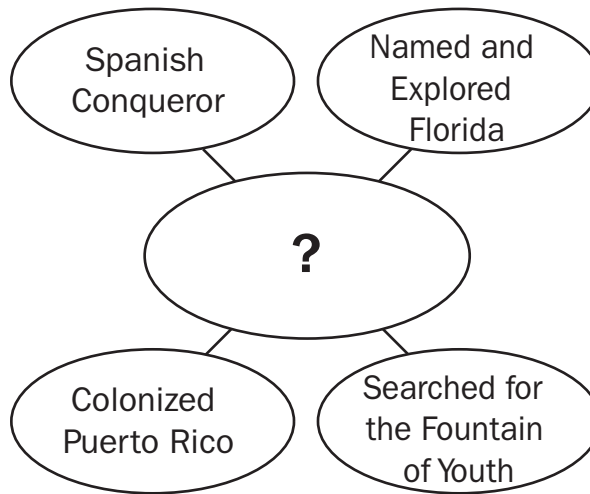 Spanish
Conqueror
Named and
Explored
Florida
?
Colonized
Puerto Rico
Searched for
the Fountain
of Youth